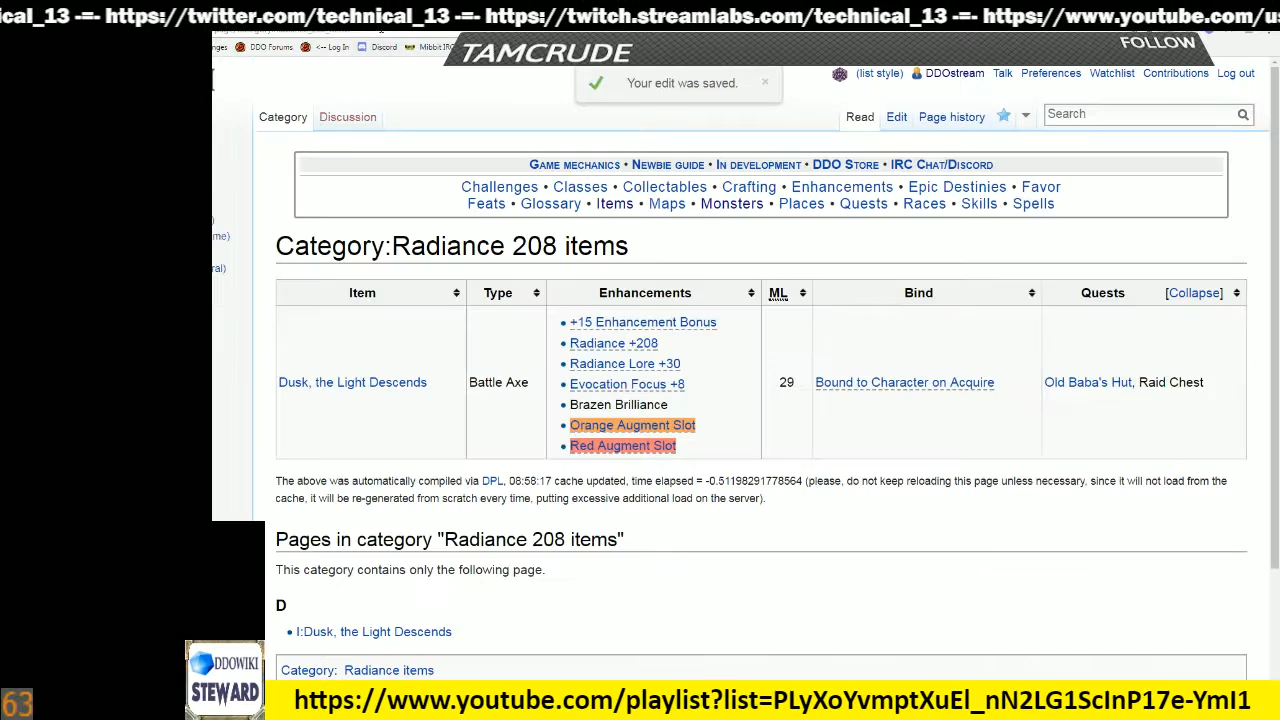 ical_13 -=- https://twitter.com/technical_13 -=- https://twitch.streamlabs.com/technical_13 -=- https://www.youtube.com/us
nges DDO Forums <-- Log In Discord Mibbit IRC
TAMCRUDE
FOLLOW
Your edit was saved. ×
(list style) DDOstream Talk Preferences Watchlist Contributions Log out
Category Discussion Read Edit Page history Search
GAME MECHANICS • NEWBIE GUIDE • IN DEVELOPMENT • DDO STORE • IRC CHAT/DISCORD
Challenges • Classes • Collectables • Crafting • Enhancements • Epic Destinies • Favor
Feats • Glossary • Items • Maps • Monsters • Places • Quests • Races • Skills • Spells
)
me)
ral)
Category:Radiance 208 items
Item Type Enhancements ML Bind Quests [Collapse]
Dusk, the Light Descends
Battle Axe
• +15 Enhancement Bonus
• Radiance +208
• Radiance Lore +30
• Evocation Focus +8
• Brazen Brilliance
• Orange Augment Slot
• Red Augment Slot
29
Bound to Character on Acquire
Old Baba's Hut, Raid Chest
The above was automatically compiled via DPL, 08:58:17 cache updated, time elapsed = -0.51198291778564 (please, do not keep reloading this page unless necessary, since it will not load from the
cache, it will be re-generated from scratch every time, putting excessive additional load on the server).
Pages in category "Radiance 208 items"
This category contains only the following page.
D
• I:Dusk, the Light Descends
Category: Radiance items
DDOWIKI
STEWARD
63
https://www.youtube.com/playlist?list=PLyXoYvmptXuEl_nN2LG1ScInP17e-YmI1